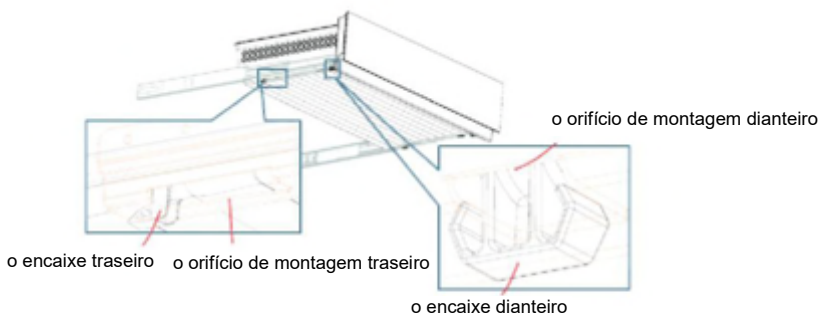 o orifício de montagem dianteiro
o encaixe traseiro
o orifício de montagem traseiro
o encaixe dianteiro